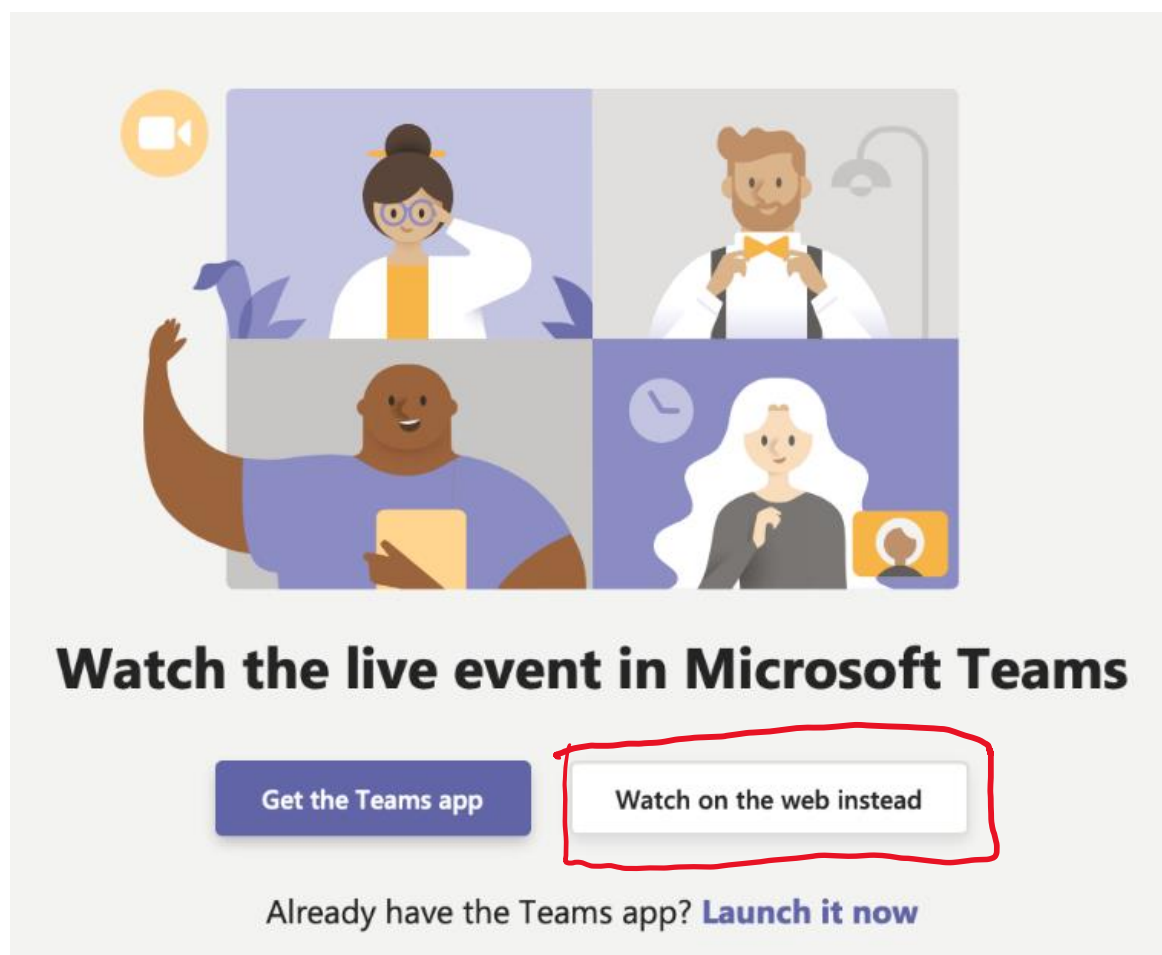 Watch the live event in Microsoft Teams
Get the Teams app
Watch on the web instead
Already have the Teams app? Launch it now